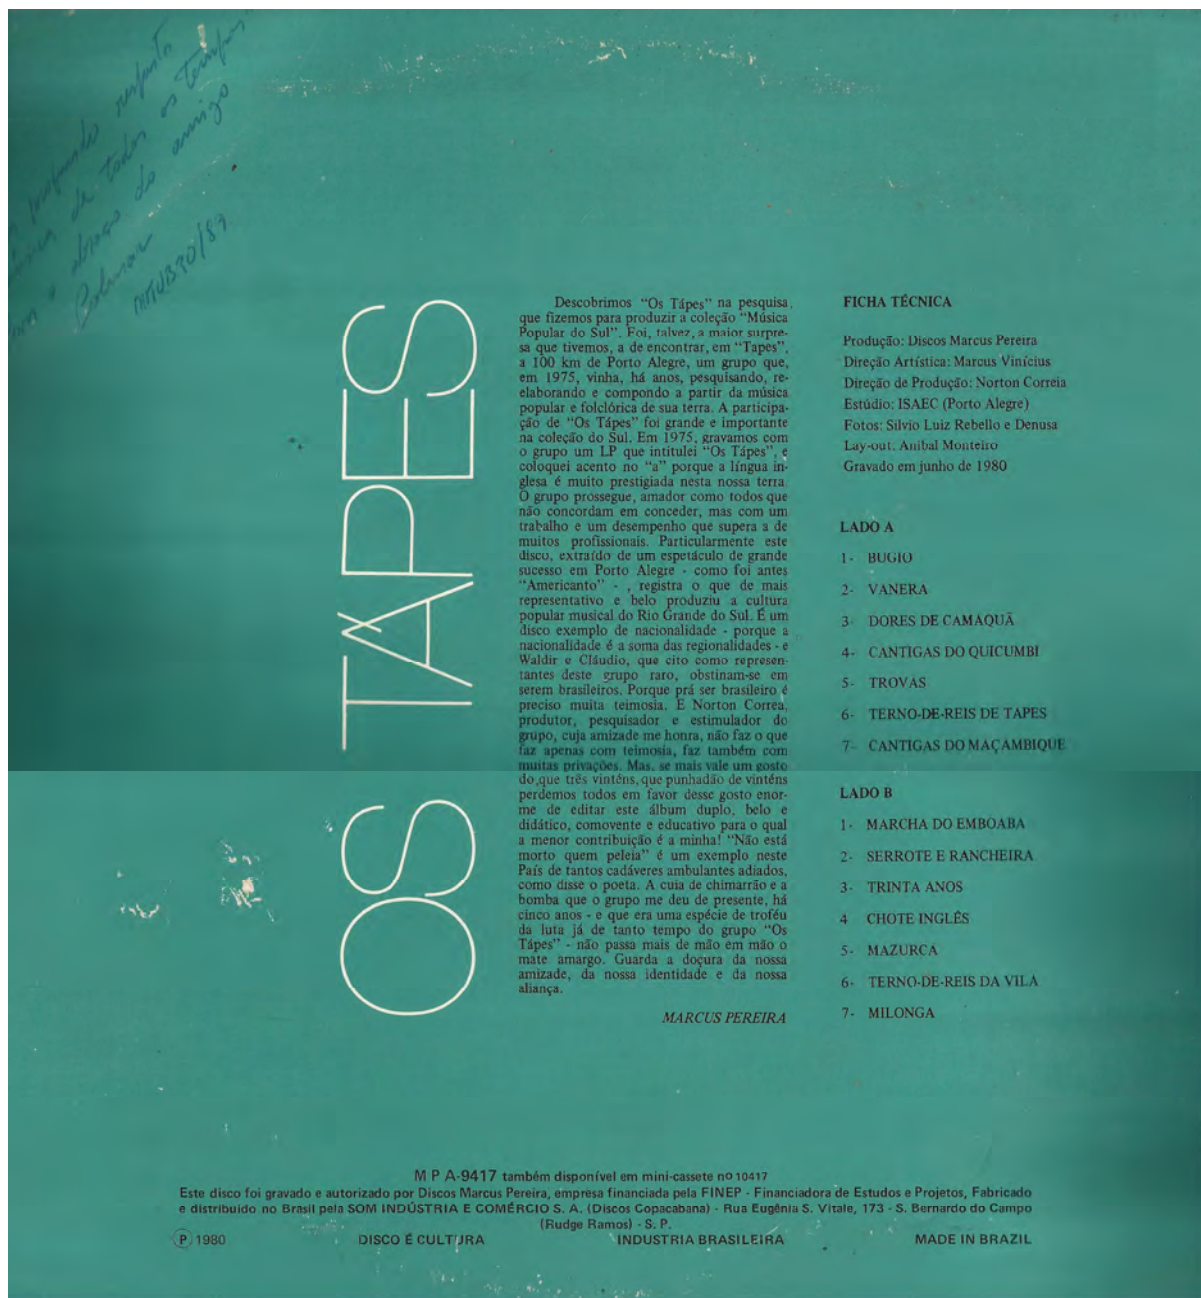 profundo respeito
de todos os tempos"
abraço do amigo
OUTUBRO/87
OS TÁPES
Descobrimos "Os Tápes" na pesquisa,
que fizemos para produzir a coleção "Música
Popular do Sul". Foi, talvez, a maior surpre-
sa que tivemos, a de encontrar, em "Tapes",
a 100 km de Porto Alegre, um grupo que,
em 1975, vinha, há anos, pesquisando, re-
elaborando e compondo a partir da música
popular e folclórica de sua terra. A participa-
ção de "Os Tápes" foi grande e importante
na coleção do Sul. Em 1975, gravamos com
o grupo um LP que intitulei "Os Tápes", e
coloquei acento no "a" porque a língua in-
glesa é muito prestigiada nesta nossa terra.
O grupo prossegue, amador como todos que
não concordam em conceder, mas com um
trabalho e um desempenho que supera a de
muitos profissionais. Particularmente este
disco, extraído de um espetáculo de grande
sucesso em Porto Alegre - como foi antes
"Americanto" - , registra o que de mais
representativo e belo produziu a cultura
popular musical do Rio Grande do Sul. É um
disco exemplo de nacionalidade - porque a
nacionalidade é a soma das regionalidades - e
Waldir e Cláudio, que cito como represen-
tantes deste grupo raro, obstinam-se em
serem brasileiros. Porque prá ser brasileiro é
preciso muita teimosia. E Norton Correa,
produtor, pesquisador e estimulador do
grupo, cuja amizade me honra, não faz o que
faz apenas com teimosia, faz também com
muitas privações. Mas, se mais vale um gosto
do,que três vinténs, que punhadão de vinténs
perdemos todos em favor desse gosto enor-
me de editar este álbum duplo, belo e
didático, comovente e educativo para o qual
a menor contribuição é a minha! "Não está
morto quem peleia" é um exemplo neste
País de tantos cadáveres ambulantes adiados,
como disse o poeta. A cuia de chimarrão e a
bomba que o grupo me deu de presente, há
cinco anos - e que era uma espécie de troféu
da luta já de tanto tempo do grupo "Os
Tápes" - não passa mais de mão em mão o
mate amargo. Guarda a doçura da nossa
amizade, da nossa identidade e da nossa
aliança.
MARCUS PEREIRA
FICHA TÉCNICA
Produção: Discos Marcus Pereira
Direção Artística: Marcus Vinícius
Direção de Produção: Norton Correia
Estúdio: ISAEC (Porto Alegre)
Fotos: Silvio Luiz Rebello e Denusa
Lay-out: Anibal Monteiro
Gravado em junho de 1980
LADO A
1- BUGIO
2- VANERA
3- DORES DE CAMAQUÃ
4- CANTIGAS DO QUICUMBI
5- TROVAS
6- TERNO-DE-REIS DE TAPES
7- CANTIGAS DO MAÇAMBIQUE
LADO B
1- MARCHA DO EMBOABA
2- SERROTE E RANCHEIRA
3- TRINTA ANOS
4 CHOTE INGLÊS
5- MAZURCA
6- TERNO-DE-REIS DA VILA
7- MILONGA
M P A-9417 também disponível em mini-cassete nº 10417
Este disco foi gravado e autorizado por Discos Marcus Pereira, empresa financiada pela FINEP - Financiadora de Estudos e Projetos, Fabricado
e distribuido no Brasil pela SOM INDÚSTRIA E COMÉRCIO S. A. (Discos Copacabana) - Rua Eugênia S. Vitale, 173 - S. Bernardo do Campo
(Rudge Ramos) - S. P.
Ⓟ 1980 DISCO É CULTURA INDUSTRIA BRASILEIRA MADE IN BRAZIL